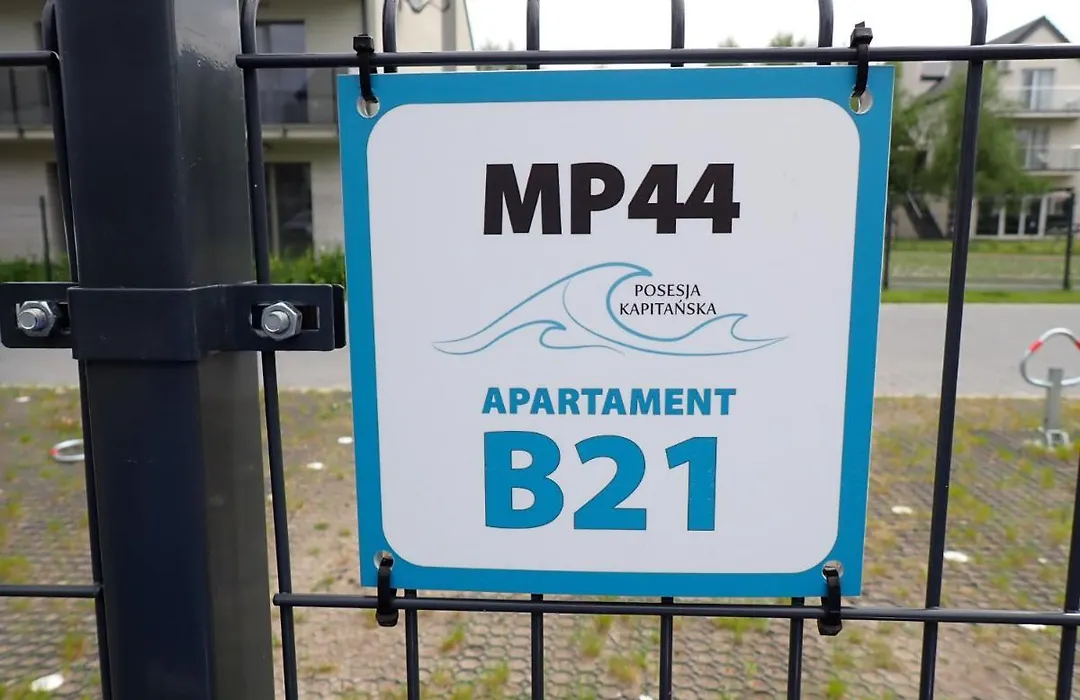 MP44
POSESJA
KAPITAŃSKA
APARTAMENT
B21